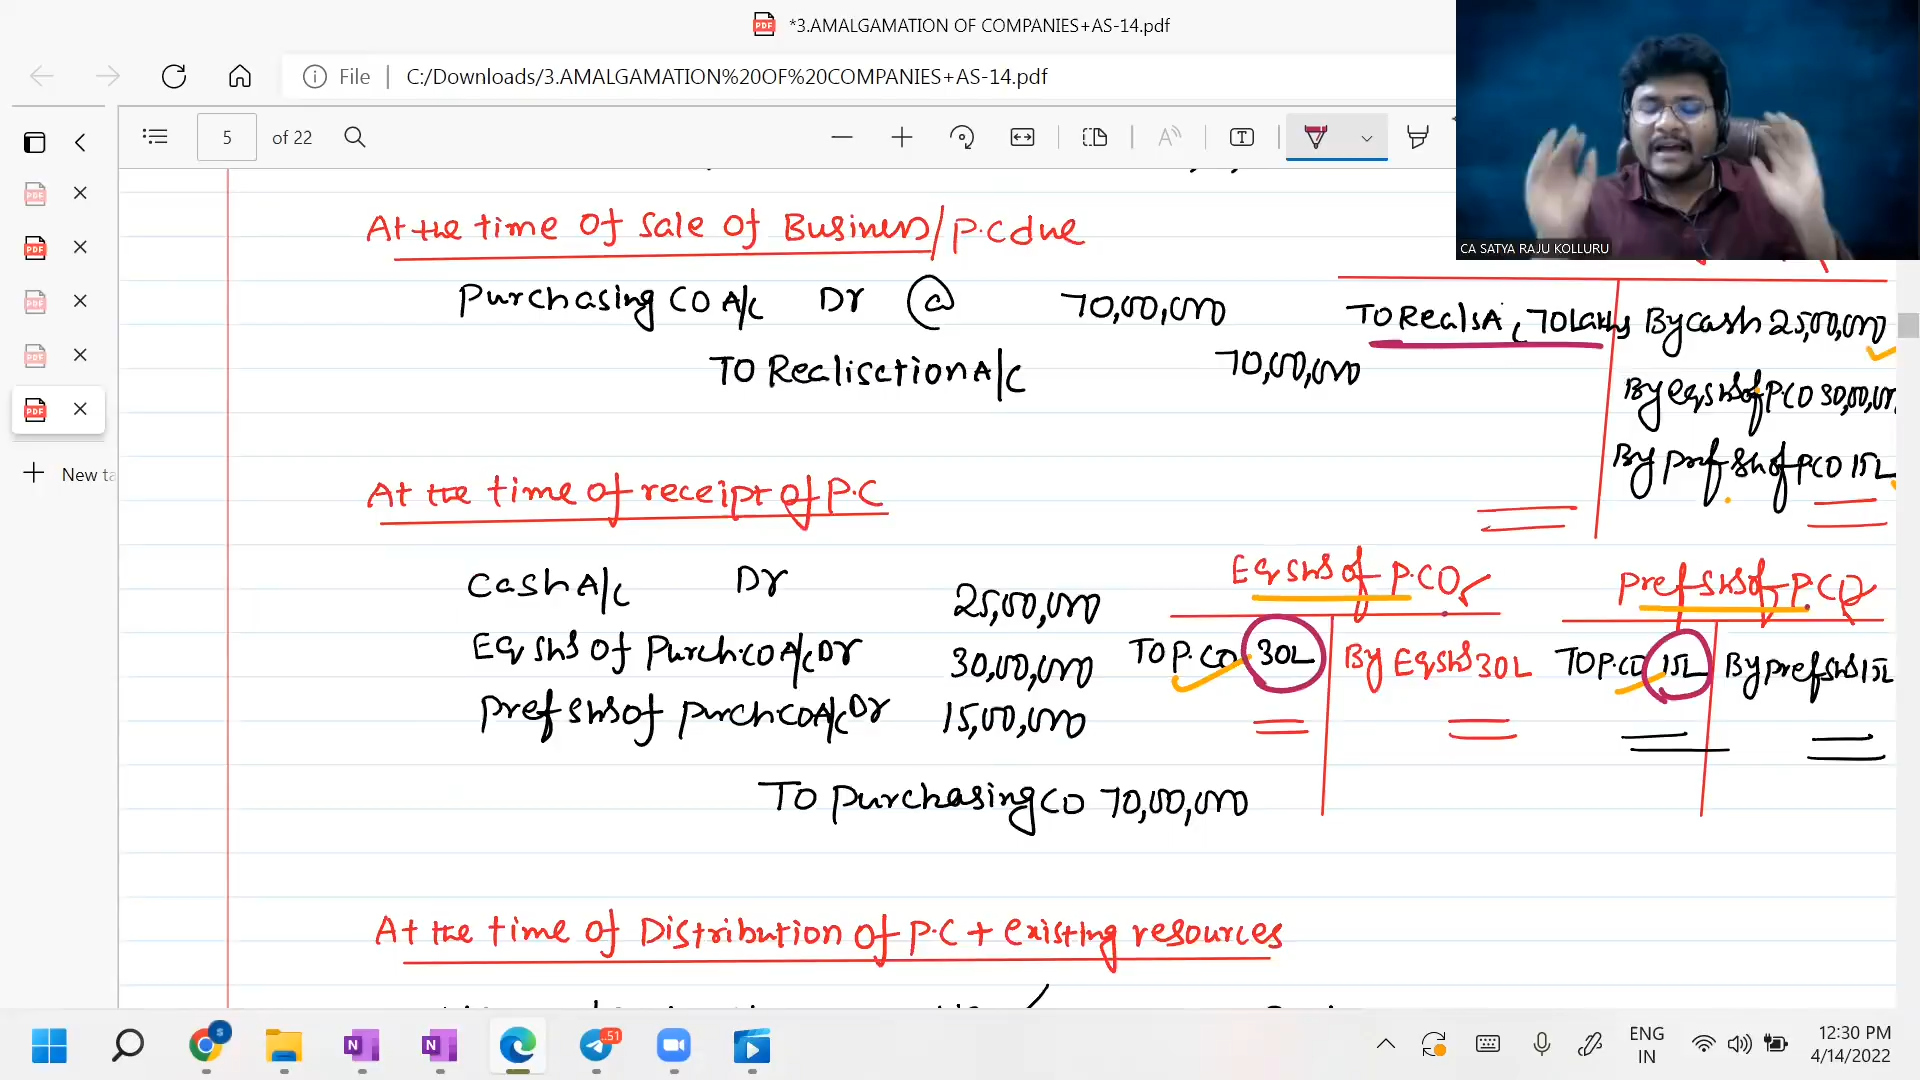 *3.AMALGAMATION OF COMPANIES+AS-14.pdf
File | C:/Downloads/3.AMALGAMATION%20OF%20COMPANIES+AS-14.pdf
5 of 22
CA SATYA RAJU KOLLURU
At the time of sale of Business/P.C due
Purchasing CO A/c Dr @ 70,00,000
TO Realisction A/c 70,00,000
At the time of receipt of P.C
Cash A/c Dr 25,00,000
Eq shs of Purch.co A/c Dr 30,00,000
Pref shs of purch co A/c Dr 15,00,000
To purchasing co 70,00,000
To Reals A/c 70 Lakhs By cash 25,00,000
By eq shs of P.CO 30,00,000
By Pref sh of PCO 15L
Eq shs of P.CO
TO P.CO 30L By Eq shs 30L
Pref shs of P.CO
TO P.CO 15L By pref shs 15L
At the time of Distribution of P.C + existing resources
New ta
.51
ENG
IN
12:30 PM
4/14/2022